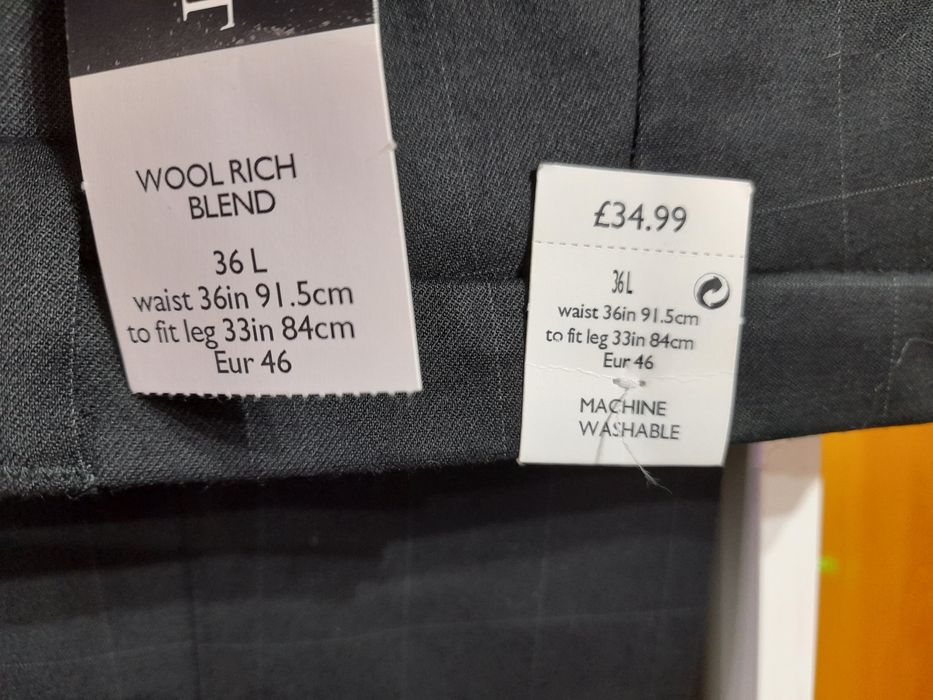 WOOL RICH
BLEND
36 L
waist 36in 91.5cm
to fit leg 33in 84cm
Eur 46
£34.99
36 L
waist 36in 91.5cm
to fit leg 33in 84cm
Eur 46
MACHINE
WASHABLE